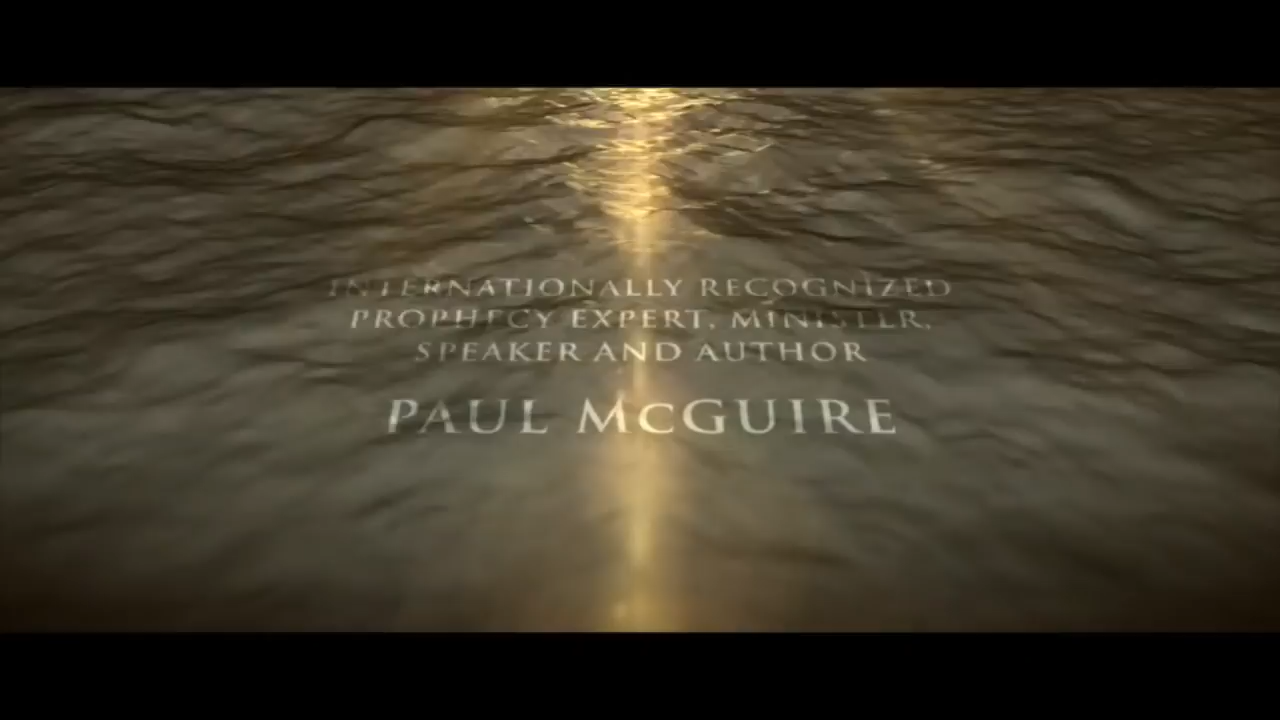 INTERNATIONALLY RECOGNIZED
PROPHECY EXPERT, MINISTER,
SPEAKER AND AUTHOR
PAUL McGUIRE